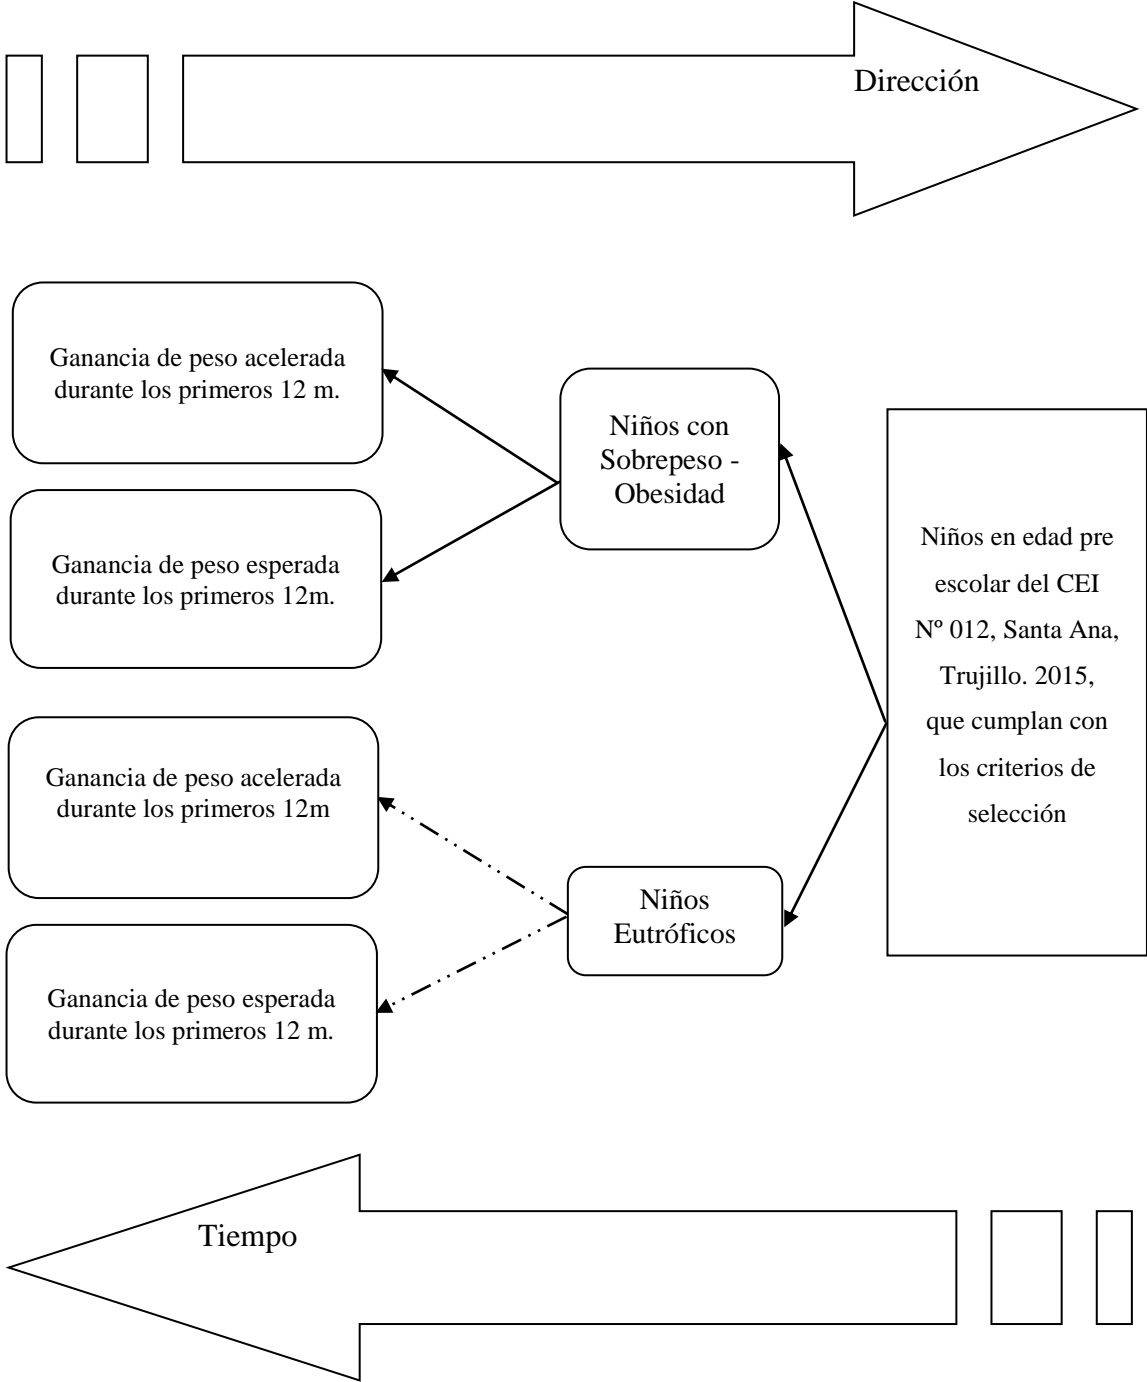 Dirección
Ganancia de peso acelerada
durante los primeros 12 m.
Ganancia de peso esperada
durante los primeros 12m.
Niños con
Sobrepeso -
Obesidad
Niños en edad pre
escolar del CEI
Nº 012, Santa Ana,
Trujillo. 2015,
que cumplan con
los criterios de
selección
Ganancia de peso acelerada
durante los primeros 12m
Ganancia de peso esperada
durante los primeros 12 m.
Niños
Eutróficos
Tiempo